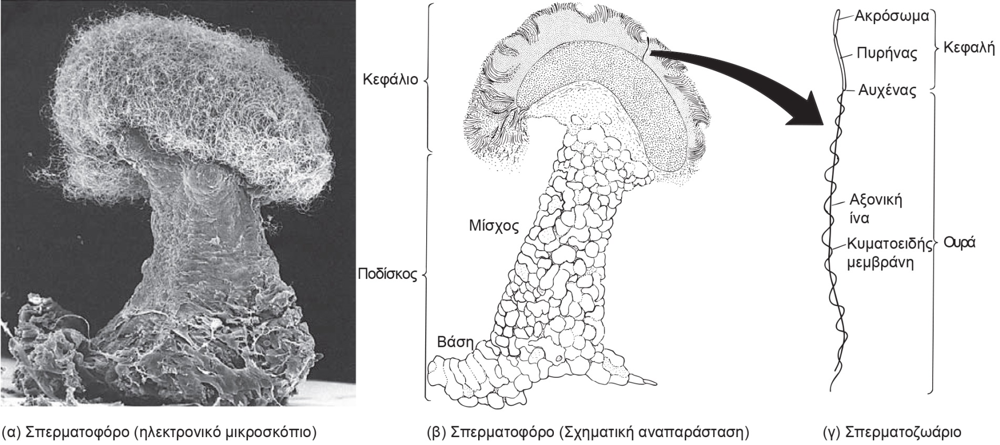 Κεφάλιο
Ποδίσκος
Μίσχος
Βάση
Ακρόσωμα
Πυρήνας
Αυχένας
Κεφαλή
Αξονική
ίνα
Κυματοειδής
μεμβράνη
Ουρά
(α) Σπερματοφόρο (ηλεκτρονικό μικροσκόπιο)
(β) Σπερματοφόρο (Σχηματική αναπαράσταση)
(γ) Σπερματοζωάριο